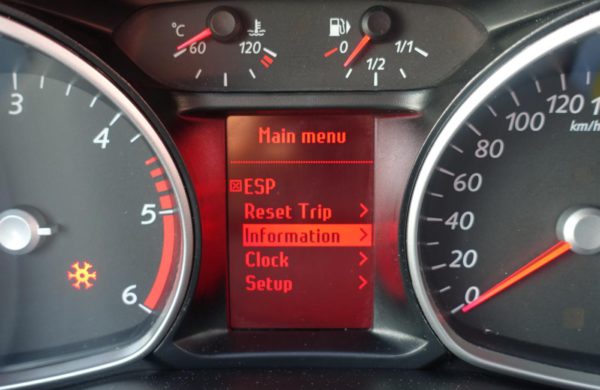 °C
60 120
0 1/2 1/1
3
4
5
6
Main menu
ESP
Reset Trip
Information
Clock
Setup
120
100
km/h
80
60
40
20
0